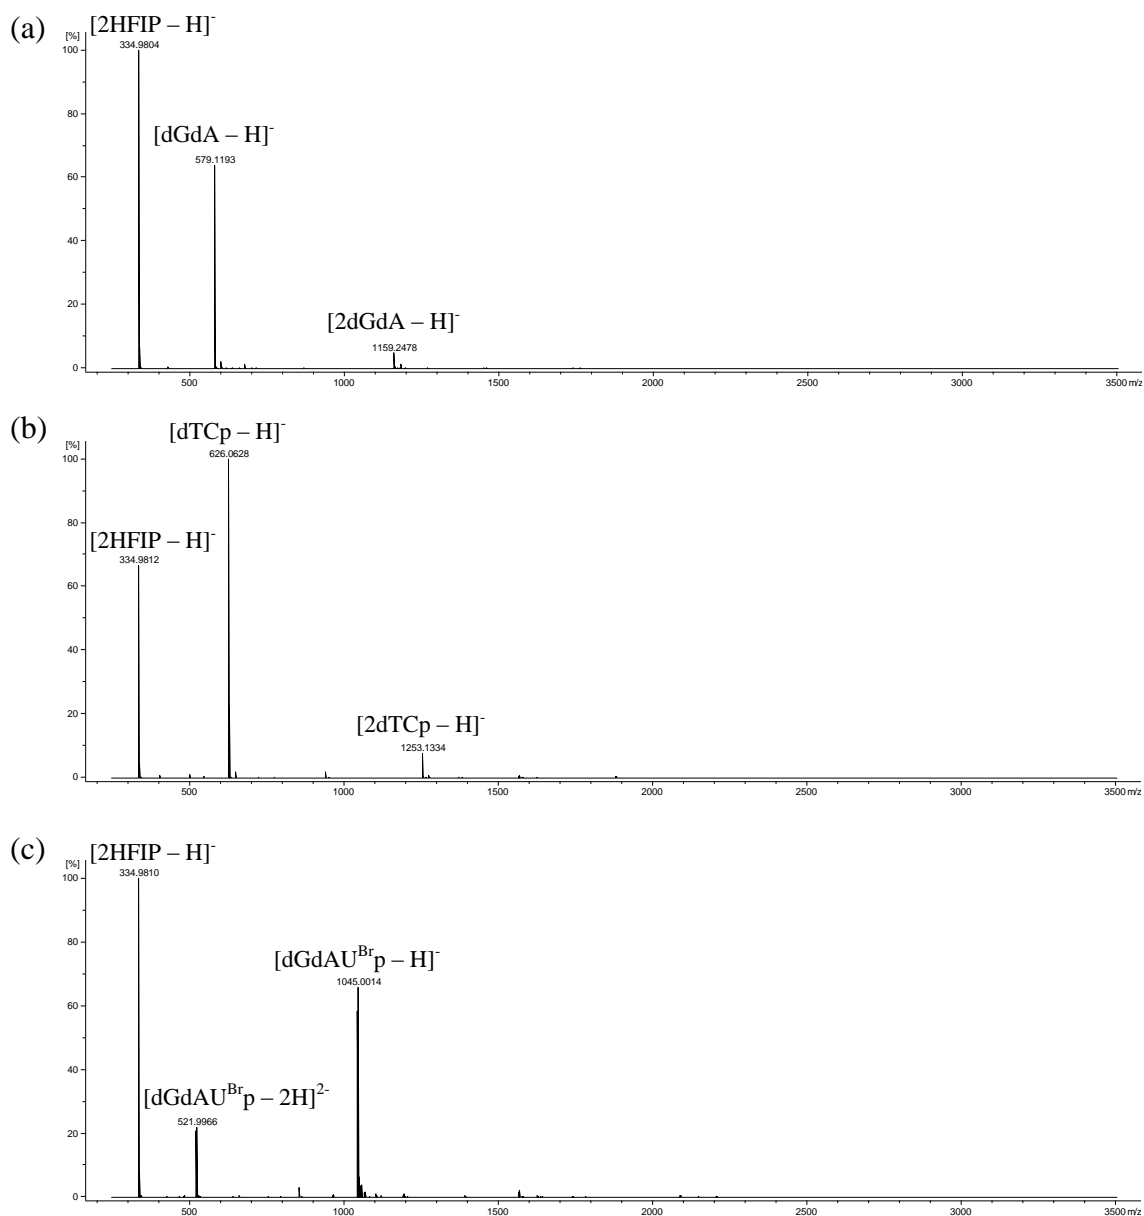 (a)
[2HFIP – H]-
[%]
334.9804
100
[dGdA – H]-
80
579.1193
60
40
[2dGdA – H]-
20
1159.2478
0
500 1000 1500 2000 2500 3000 3500 m/z
(b)
[dTCp – H]-
[%]
626.0628
100
80
[2HFIP – H]-
334.9812
60
40
20
[2dTCp – H]-
1253.1334
0
500 1000 1500 2000 2500 3000 3500 m/z
(c)
[2HFIP – H]-
[%]
334.9810
100
80
[dGdAUBrp – H]-
1045.0014
60
40
[dGdAUBrp – 2H]2-
521.9966
20
0
500 1000 1500 2000 2500 3000 3500 m/z